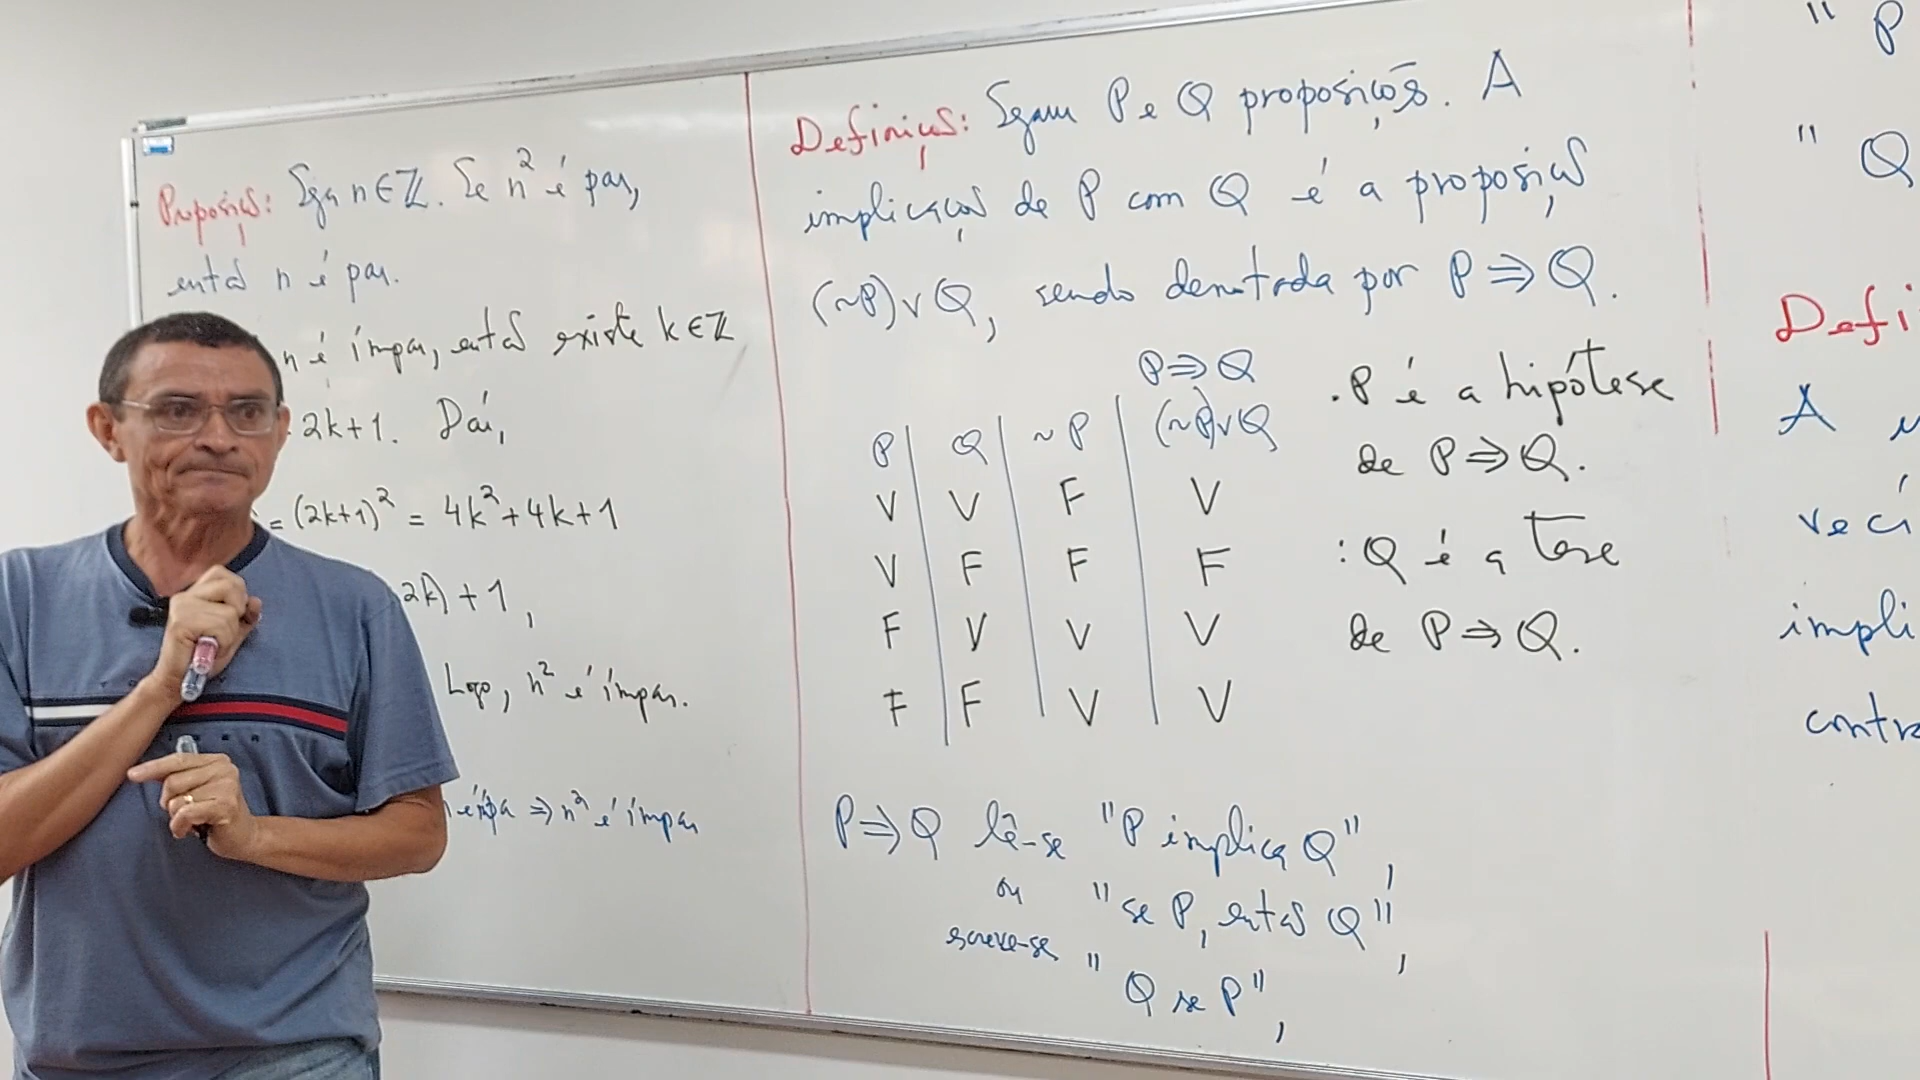 Proposição: Seja n ∈ ℤ. Se n² é par,
então n é par.
n é ímpar, então existe k ∈ ℤ
2k+1. Daí,
= (2k+1)² = 4k²+4k+1
2k) + 1,
Logo, n² é ímpar.
é ímpar ⇒ n² é ímpar
Definição: Sejam P e Q proposições. A
implicação de P com Q é a proposição
(~P)∨Q, sendo denotada por P ⇒ Q.
P ⇒ Q
P Q ~P (~P)∨Q
V V F V
V F F F
F V V V
F F V V
. P é a hipótese
de P ⇒ Q.
: Q é a tese
de P ⇒ Q.
P ⇒ Q lê-se "P implica Q",
ou "se P, então Q",
escreve-se "Q se P",
" P
" Q
Defi
A
veci
impli
contr